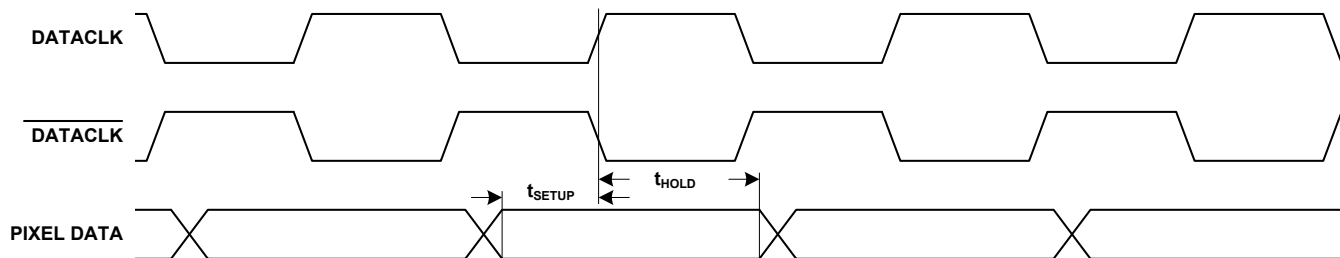 DATACLK
DATACLK
tSETUP
tHOLD
PIXEL DATA